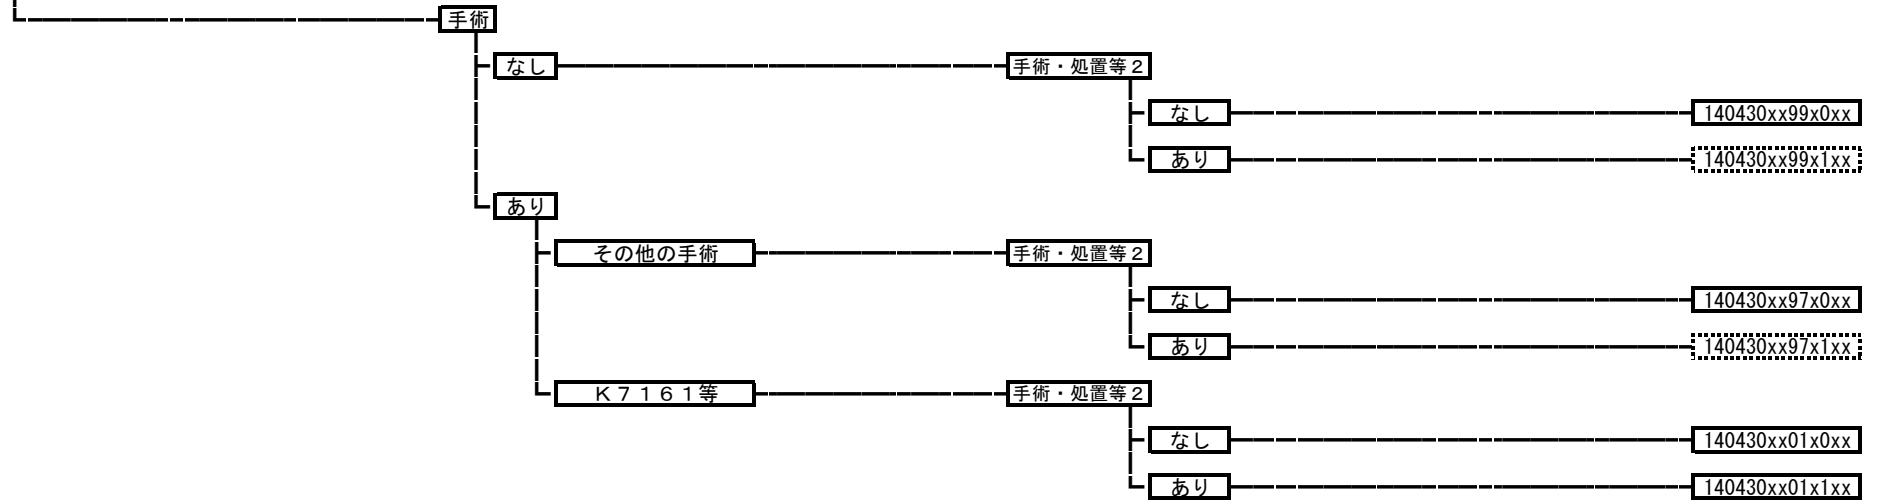 手術
なし 手術・処置等２
なし 140430xx99x0xx
あり 140430xx99x1xx
あり
その他の手術 手術・処置等２
なし 140430xx97x0xx
あり 140430xx97x1xx
Ｋ７１６１等 手術・処置等２
なし 140430xx01x0xx
あり 140430xx01x1xx